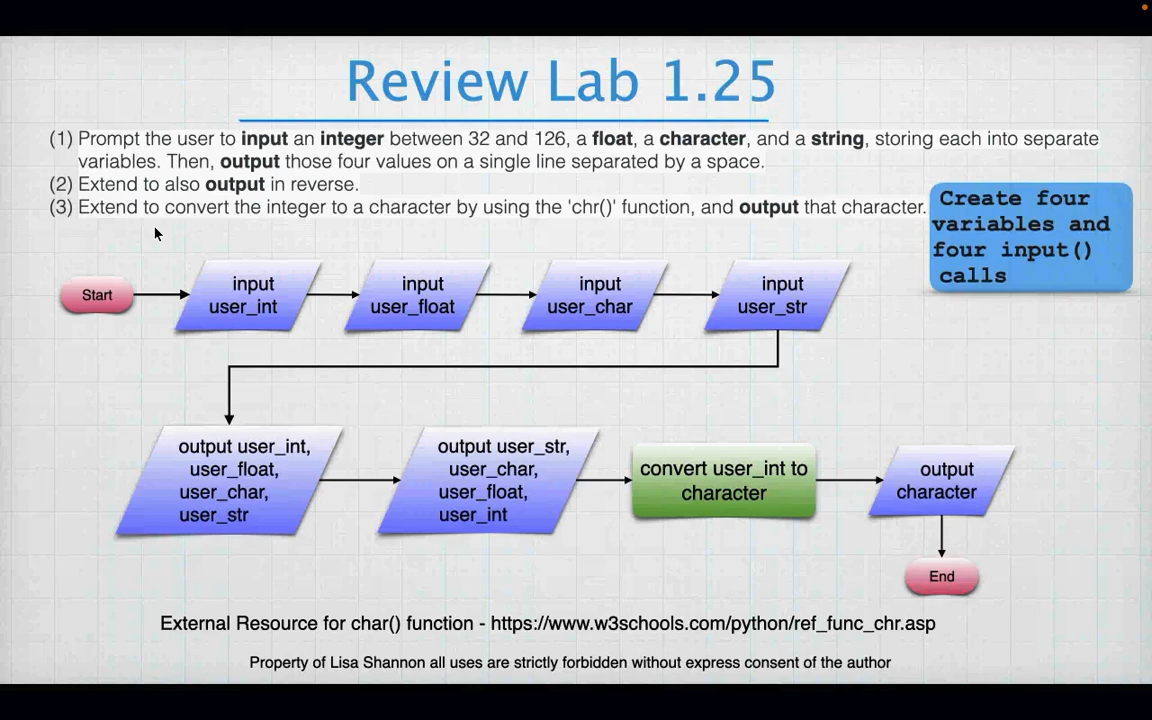 Review Lab 1.25
(1) Prompt the user to input an integer between 32 and 126, a float, a character, and a string, storing each into separate
variables. Then, output those four values on a single line separated by a space.
(2) Extend to also output in reverse.
(3) Extend to convert the integer to a character by using the 'chr()' function, and output that character.
Create four
variables and
four input()
calls
Start
input
user_int
input
user_float
input
user_char
input
user_str
output user_int,
user_float,
user_char,
user_str
output user_str,
user_char,
user_float,
user_int
convert user_int to
character
output
character
End
External Resource for char() function - https://www.w3schools.com/python/ref_func_chr.asp
Property of Lisa Shannon all uses are strictly forbidden without express consent of the author